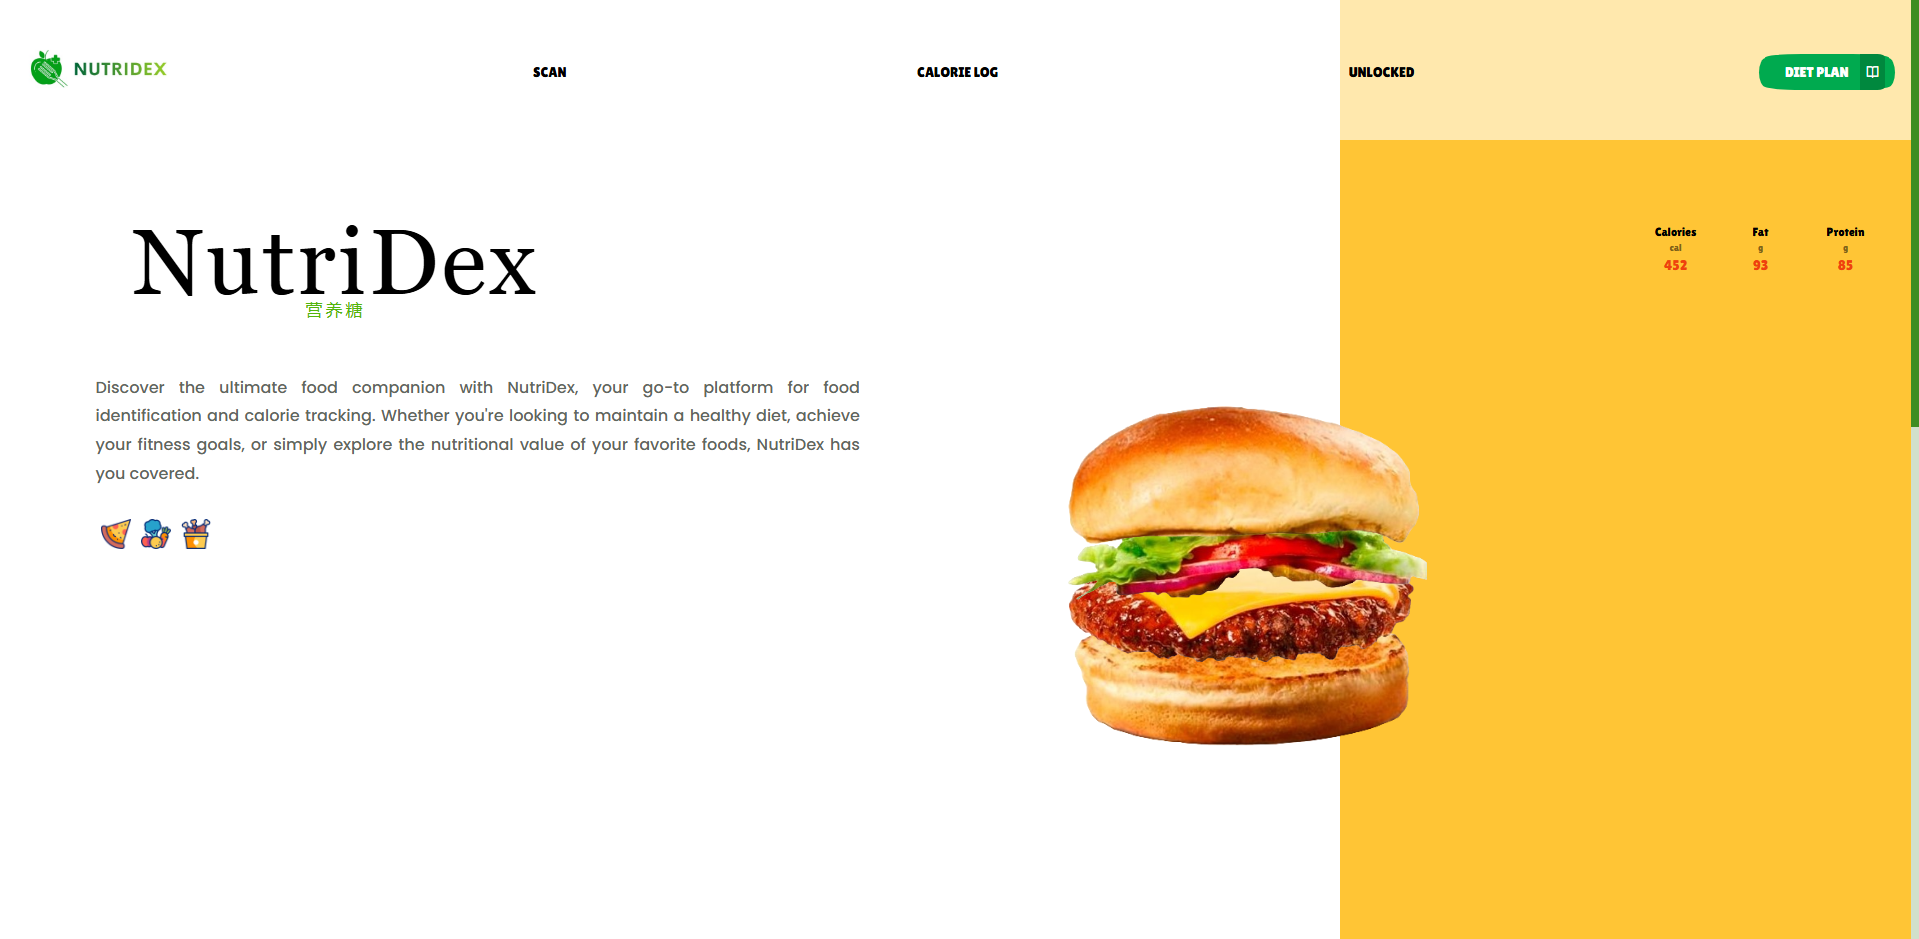 NUTRIDEX
SCAN
CALORIE LOG
UNLOCKED
DIET PLAN
NutriDex
营养糖
Discover the ultimate food companion with NutriDex, your go-to platform for food
identification and calorie tracking. Whether you're looking to maintain a healthy diet, achieve
your fitness goals, or simply explore the nutritional value of your favorite foods, NutriDex has
you covered.
Calories Fat Protein
cal g g
452 93 85